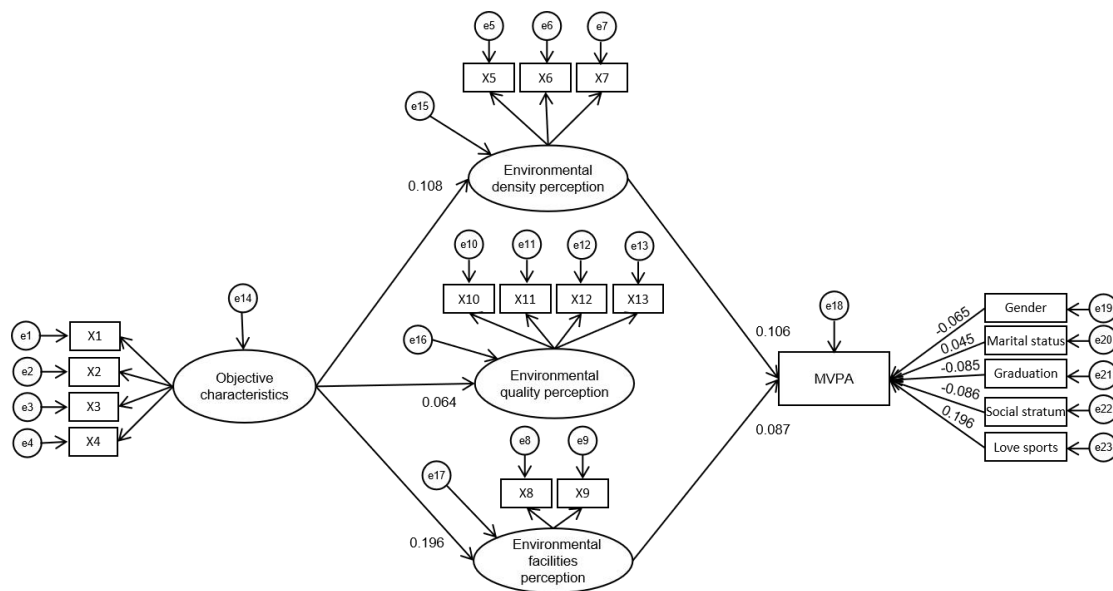 e5
e6
e7
X5
X6
X7
e15
Environmental
density perception
0.108
e10
e11
e12
e13
X10
X11
X12
X13
e14
e16
e1
X1
e2
X2
e3
X3
e4
X4
Objective
characteristics
Environmental
quality perception
0.064
e8
e9
e17
X8
X9
0.196
Environmental
facilities
perception
e18
0.106
MVPA
0.087
-0.065
0.045
-0.085
-0.086
0.196
Gender
e19
Marital status
e20
Graduation
e21
Social stratum
e22
Love sports
e23